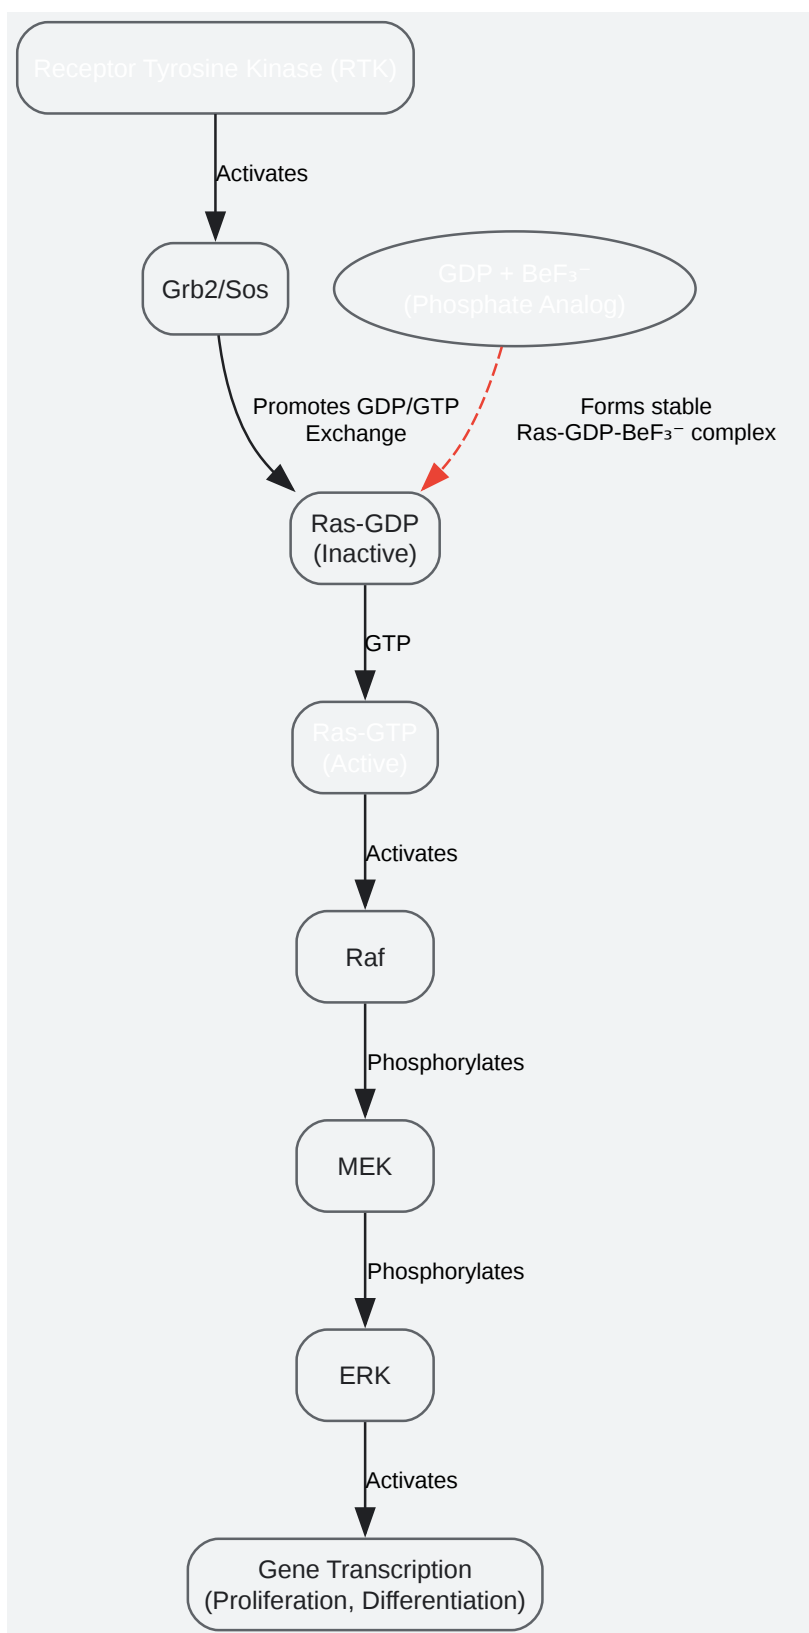 Receptor Tyrosine Kinase (RTK)
Activates
Grb2/Sos
GDP + BeF₃⁻
(Phosphate Analog)
Promotes GDP/GTP
Exchange
Forms stable
Ras-GDP-BeF₃⁻ complex
Ras-GDP
(Inactive)
GTP
Ras-GTP
(Active)
Activates
Raf
Phosphorylates
MEK
Phosphorylates
ERK
Activates
Gene Transcription
(Proliferation, Differentiation)